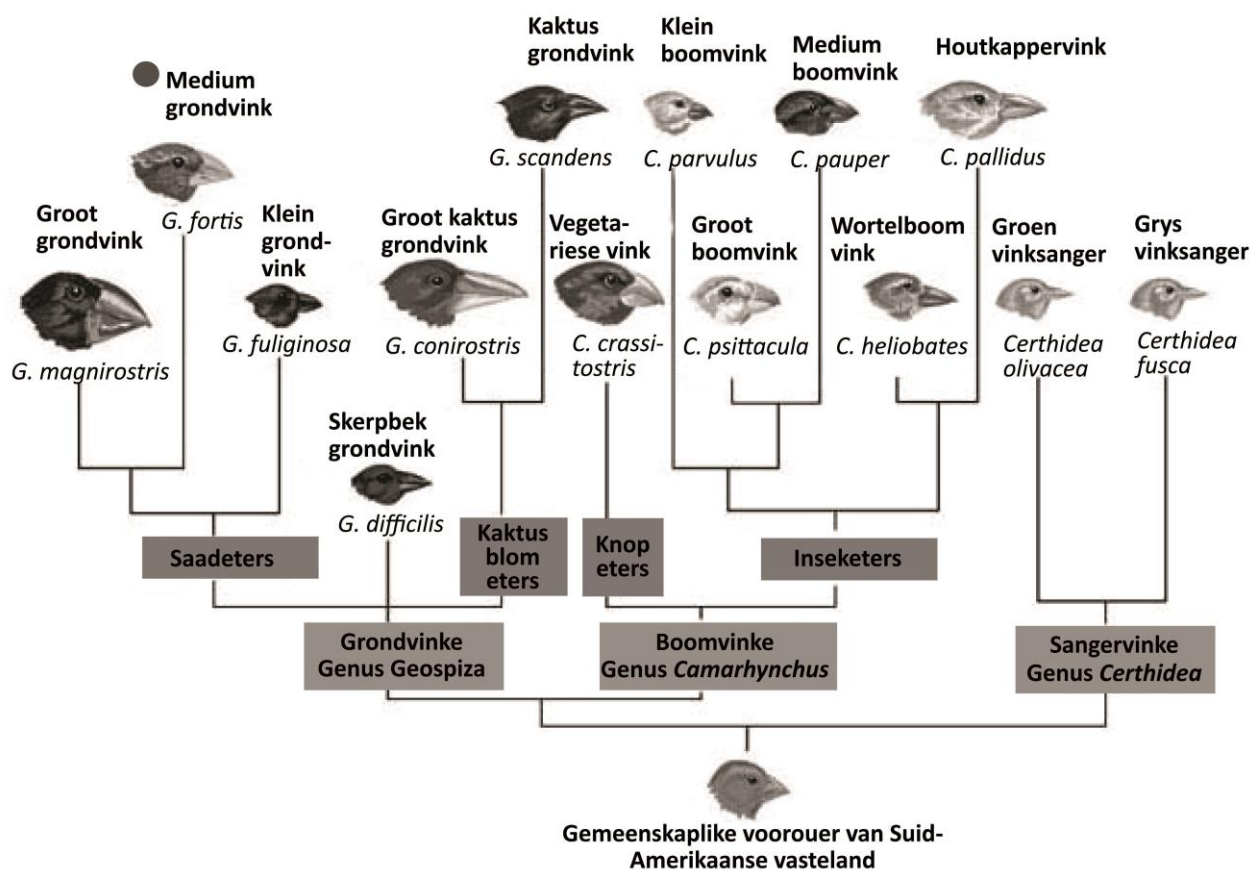 Kaktus
grondvink
G. scandens
Klein
boomvink
C. parvulus
Medium
boomvink
C. pauper
Houtkappervink
C. pallidus
Medium
grondvink
G. fortis
Groot
grondvink
G. magnirostris
Klein
grond-
vink
G. fuliginosa
Groot kaktus
grondvink
G. conirostris
Vegeta-
riese vink
C. crassi-
tostris
Groot
boomvink
C. psittacula
Wortelboom
vink
C. heliobates
Groen
vinksanger
Certhidea
olivacea
Grys
vinksanger
Certhidea
fusca
Skerpbek
grondvink
G. difficilis
Saadeters
Kaktus
blom
eters
Knop
eters
Inseketers
Grondvinke
Genus Geospiza
Boomvinke
Genus Camarhynchus
Sangervinke
Genus Certhidea
Gemeenskaplike voorouer van Suid-
Amerikaanse vasteland